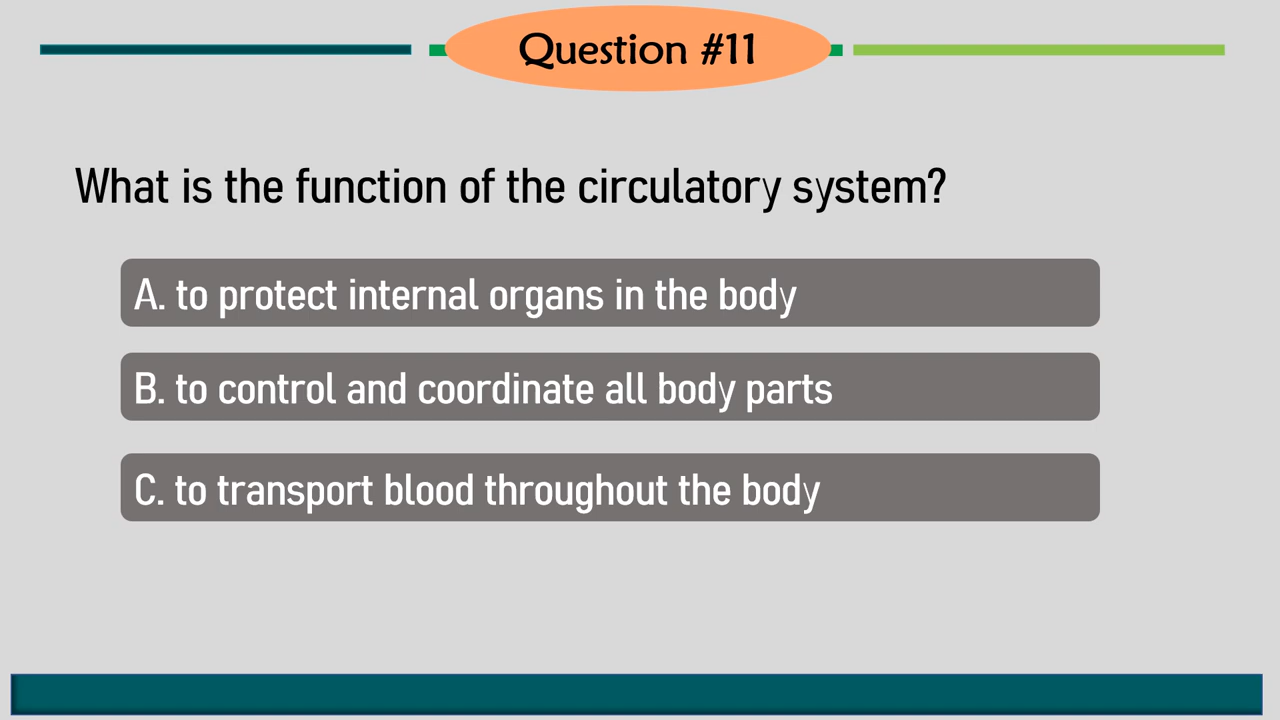 Question #11
What is the function of the circulatory system?
A. to protect internal organs in the body
B. to control and coordinate all body parts
C. to transport blood throughout the body